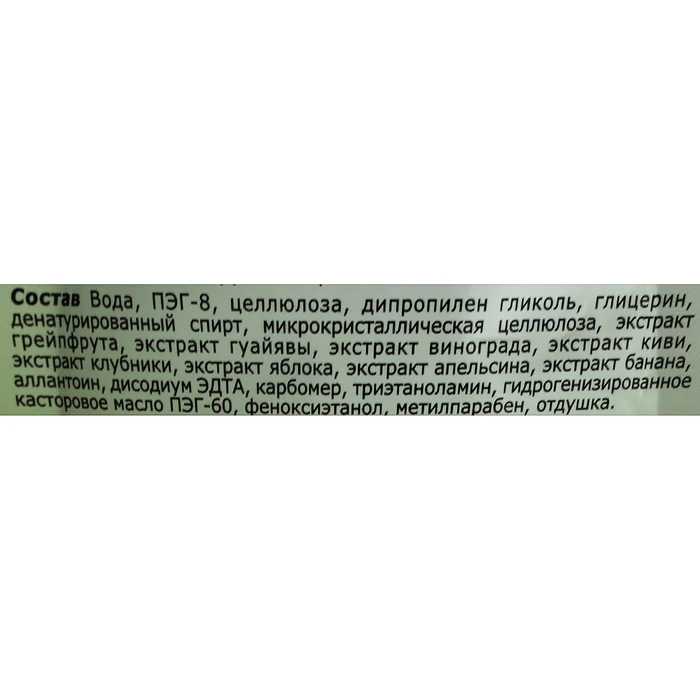 Состав Вода, ПЭГ-8, целлюлоза, дипропилен гликоль, глицерин,
денатурированный спирт, микрокристаллическая целлюлоза, экстракт
грейпфрута, экстракт гуайявы, экстракт винограда, экстракт киви,
экстракт клубники, экстракт яблока, экстракт апельсина, экстракт банана,
аллантоин, дисодиум ЭДТА, карбомер, триэтаноламин, гидрогенизированное
касторовое масло ПЭГ-60, феноксиэтанол, метилпарабен, отдушка.